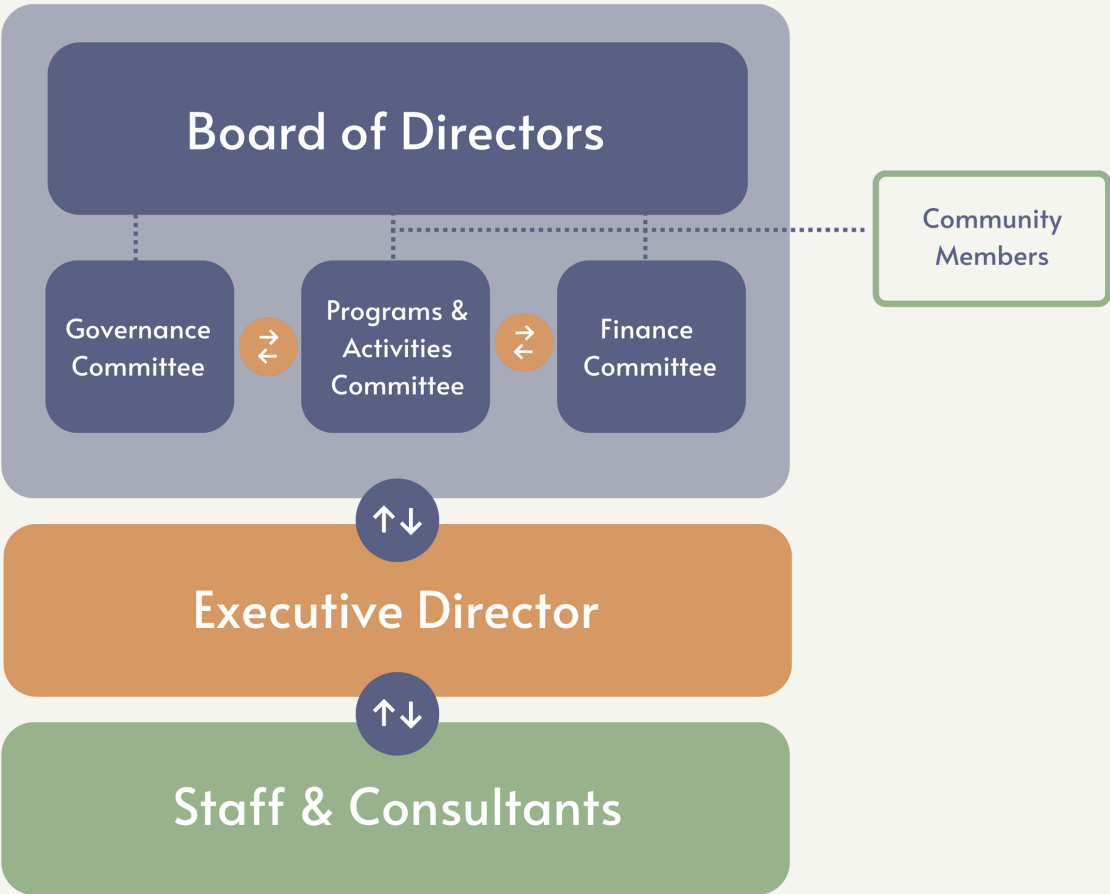 Board of Directors
Community
Members
Governance
Committee
Programs &
Activities
Committee
Finance
Committee
Executive Director
Staff & Consultants